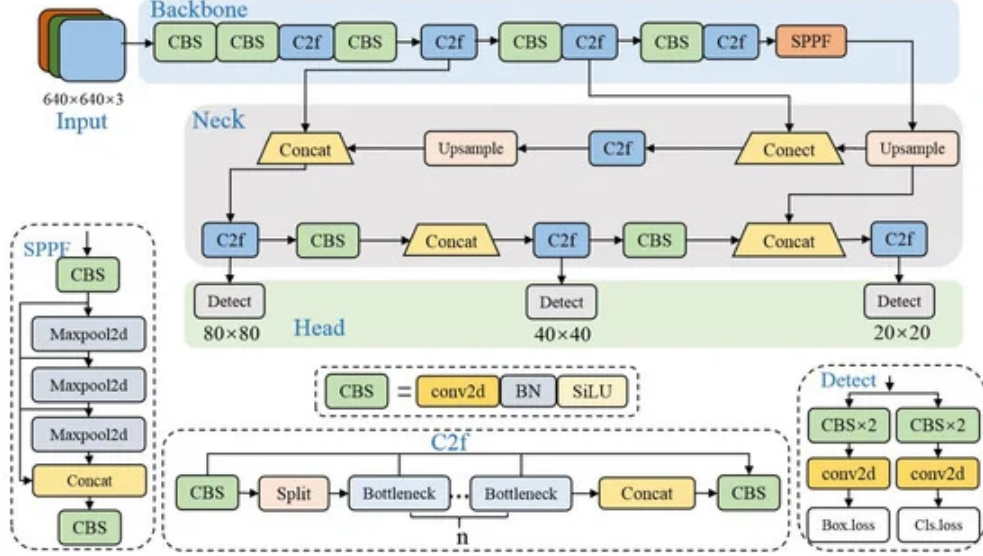 Backbone
CBS CBS C2f CBS C2f CBS C2f CBS C2f SPPF
640×640×3
Input
Neck
Concat Upsample C2f Conect Upsample
C2f CBS Concat C2f CBS Concat C2f
Detect Detect Detect
80×80 Head 40×40 20×20
SPPF
CBS
Maxpool2d
Maxpool2d
Maxpool2d
Concat
CBS
CBS = conv2d BN SiLU
C2f
CBS Split Bottleneck ... Bottleneck Concat CBS
n
Detect
CBS×2 CBS×2
conv2d conv2d
Box.loss Cls.loss